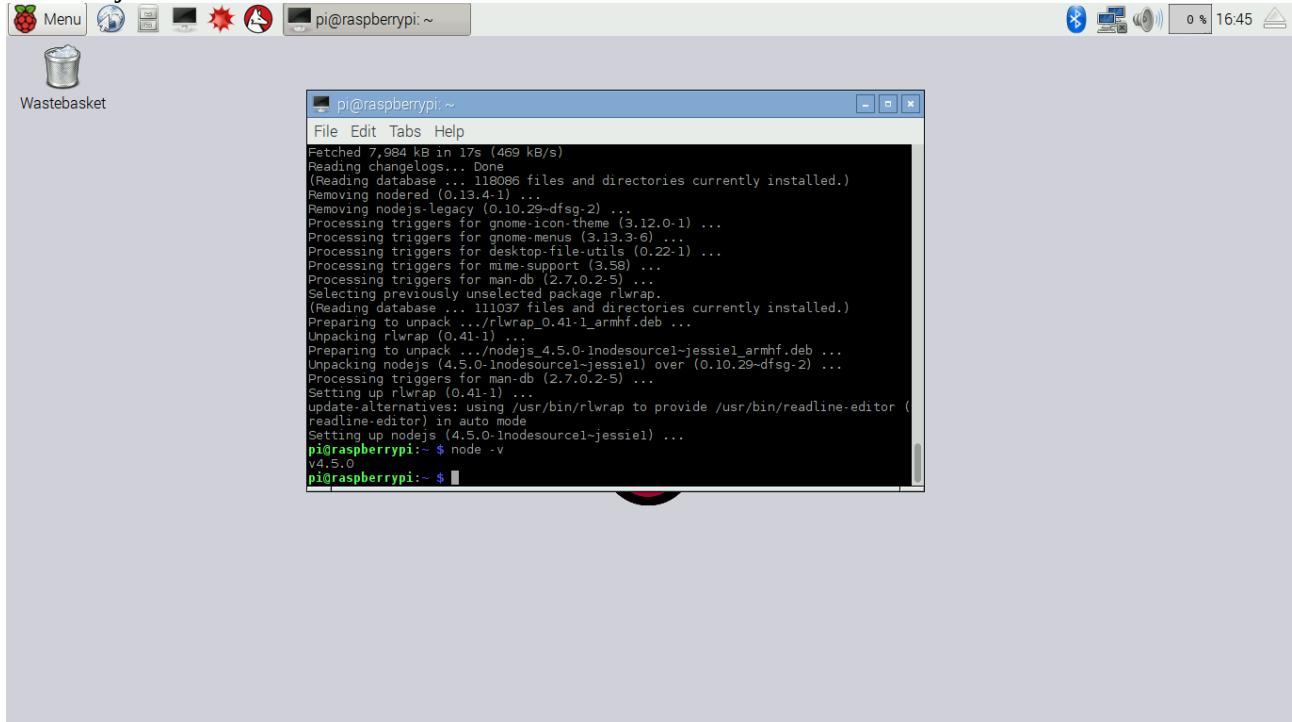 Menu
pi@raspberrypi: ~
0 %
16:45
Wastebasket
pi@raspberrypi: ~
File Edit Tabs Help
Fetched 7,984 kB in 17s (469 kB/s)
Reading changelogs... Done
(Reading database ... 118086 files and directories currently installed.)
Removing nodered (0.13.4-1) ...
Removing nodejs-legacy (0.10.29~dfsg-2) ...
Processing triggers for gnome-icon-theme (3.12.0-1) ...
Processing triggers for gnome-menus (3.13.3-6) ...
Processing triggers for desktop-file-utils (0.22-1) ...
Processing triggers for mime-support (3.58) ...
Processing triggers for man-db (2.7.0.2-5) ...
Selecting previously unselected package rlwrap.
(Reading database ... 111037 files and directories currently installed.)
Preparing to unpack .../rlwrap_0.41-1_armhf.deb ...
Unpacking rlwrap (0.41-1) ...
Preparing to unpack .../nodejs_4.5.0-1nodesource1~jessie1_armhf.deb ...
Unpacking nodejs (4.5.0-1nodesource1~jessie1) over (0.10.29~dfsg-2) ...
Processing triggers for man-db (2.7.0.2-5) ...
Setting up rlwrap (0.41-1) ...
update-alternatives: using /usr/bin/rlwrap to provide /usr/bin/readline-editor (
readline-editor) in auto mode
Setting up nodejs (4.5.0-1nodesource1~jessie1) ...
pi@raspberrypi:~ $ node -v
v4.5.0
pi@raspberrypi:~ $